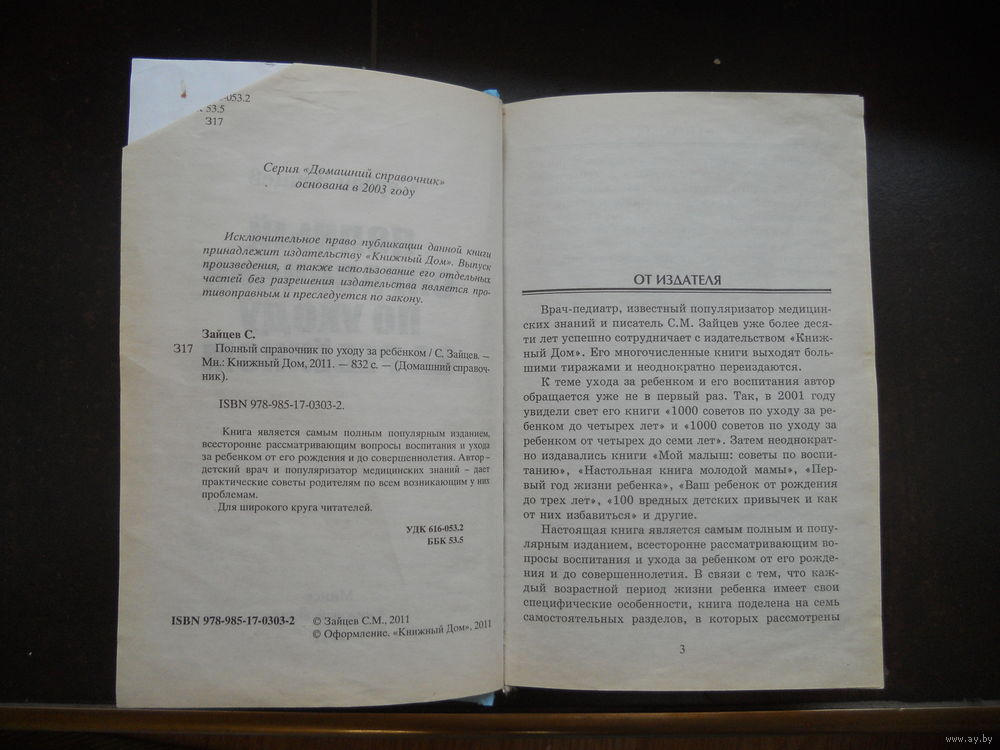 -053.2
53.5
З17
Серия «Домашний справочник»
основана в 2003 году
Исключительное право публикации данной книги
принадлежит издательству «Книжный Дом». Выпуск
произведения, а также использование его отдельных
частей без разрешения издательства является про-
тивоправным и преследуется по закону.
Зайцев С.
З17 Полный справочник по уходу за ребёнком / С. Зайцев. –
Мн.: Книжный Дом, 2011. — 832 с. — (Домашний справоч-
ник).
ISBN 978-985-17-0303-2.
Книга является самым полным популярным изданием,
всесторонне рассматривающим вопросы воспитания и ухода
за ребенком от его рождения и до совершеннолетия. Автор -
детский врач и популяризатор медицинских знаний – дает
практические советы родителям по всем возникающим у них
проблемам.
Для широкого круга читателей.
УДК 616-053.2
ББК 53.5
ISBN 978-985-17-0303-2
© Зайцев С.М., 2011
© Оформление. «Книжный Дом», 2011
ОТ ИЗДАТЕЛЯ
Врач-педиатр, известный популяризатор медицин-
ских знаний и писатель С.М. Зайцев уже более деся-
ти лет успешно сотрудничает с издательством «Книж-
ный Дом». Его многочисленные книги выходят боль-
шими тиражами и неоднократно переиздаются.
К теме ухода за ребенком и его воспитания автор
обращается уже не в первый раз. Так, в 2001 году
увидели свет его книги «1000 советов по уходу за ре-
бенком до четырех лет» и «1000 советов по уходу за
ребенком от четырех до семи лет». Затем неоднократ-
но издавались книги «Мой малыш: советы по воспи-
танию», «Настольная книга молодой мамы», «Пер-
вый год жизни ребенка», «Ваш ребенок от рождения
до трех лет», «100 вредных детских привычек и как
от них избавиться» и другие.
Настоящая книга является самым полным и попу-
лярным изданием, всесторонне рассматривающим во-
просы воспитания и ухода за ребенком от его рожде-
ния и до совершеннолетия. В связи с тем, что каж-
дый возрастной период жизни ребенка имеет свои
специфические особенности, книга поделена на семь
самостоятельных разделов, в которых рассмотрены
3
www.ay.by